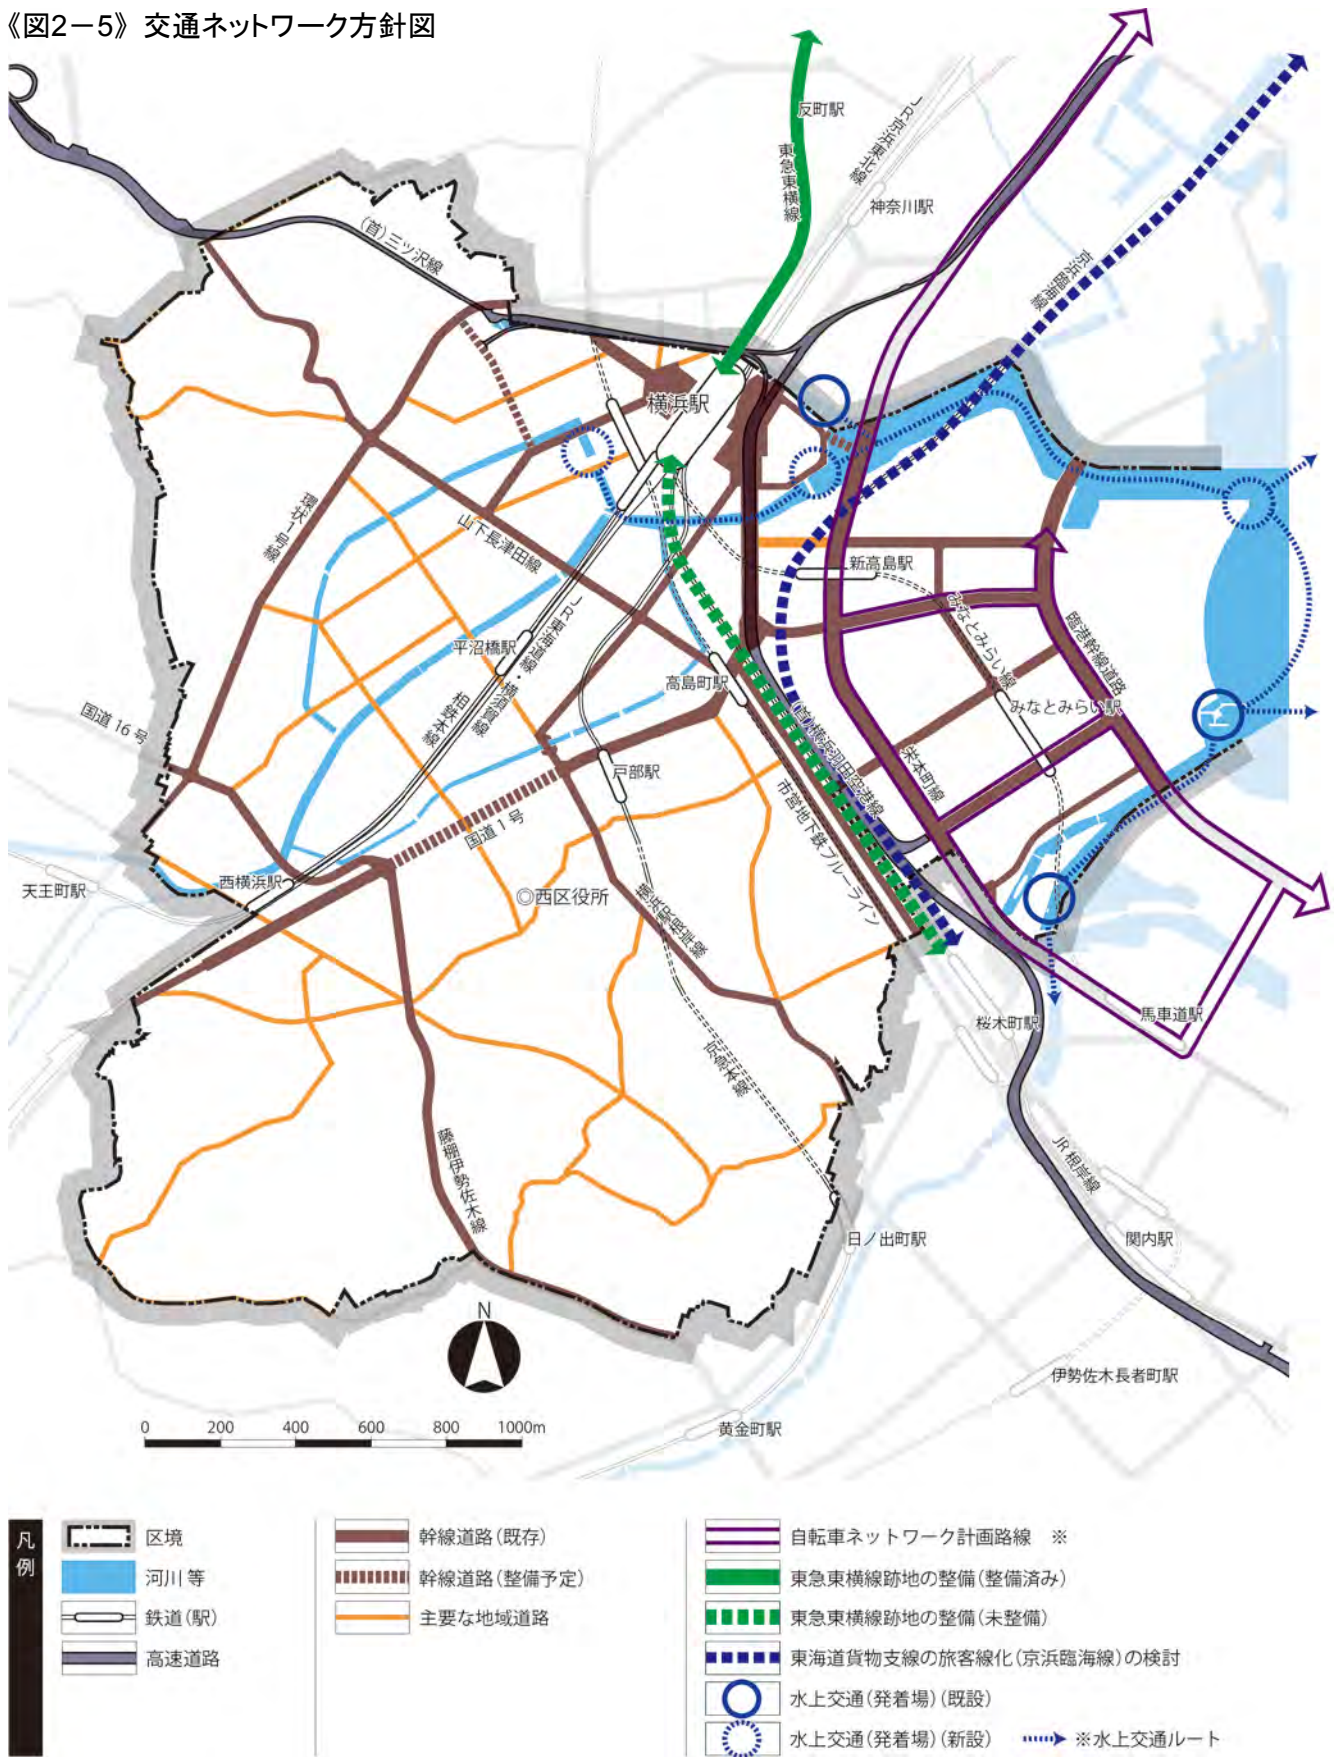 《図2－5》 交通ネットワーク方針図
反町駅
JR京浜東北線
東急東横線
神奈川駅
(首)三ツ沢線
京浜臨海線
横浜駅
環状1号線
山下長津田線
新高島駅
みなとみらい線
臨港幹線道路
平沼橋駅
JR東海道線・横須賀線
相鉄本線
高島町駅
みなとみらい駅
国道16号
(首)横浜羽田空港線
栄本町線
戸部駅
市営地下鉄ブルーライン
国道1号
西横浜駅
天王町駅
◎西区役所
横浜駅根岸線
桜木町駅
馬車道駅
京急本線
藤棚伊勢佐木線
JR根岸線
日ノ出町駅
関内駅
N
伊勢佐木長者町駅
黄金町駅
0 200 400 600 800 1000m
凡例
区境
河川等
鉄道(駅)
高速道路
幹線道路(既存)
幹線道路(整備予定)
主要な地域道路
自転車ネットワーク計画路線 ※
東急東横線跡地の整備(整備済み)
東急東横線跡地の整備(未整備)
東海道貨物支線の旅客線化(京浜臨海線)の検討
水上交通(発着場)(既設)
水上交通(発着場)(新設) ※水上交通ルート